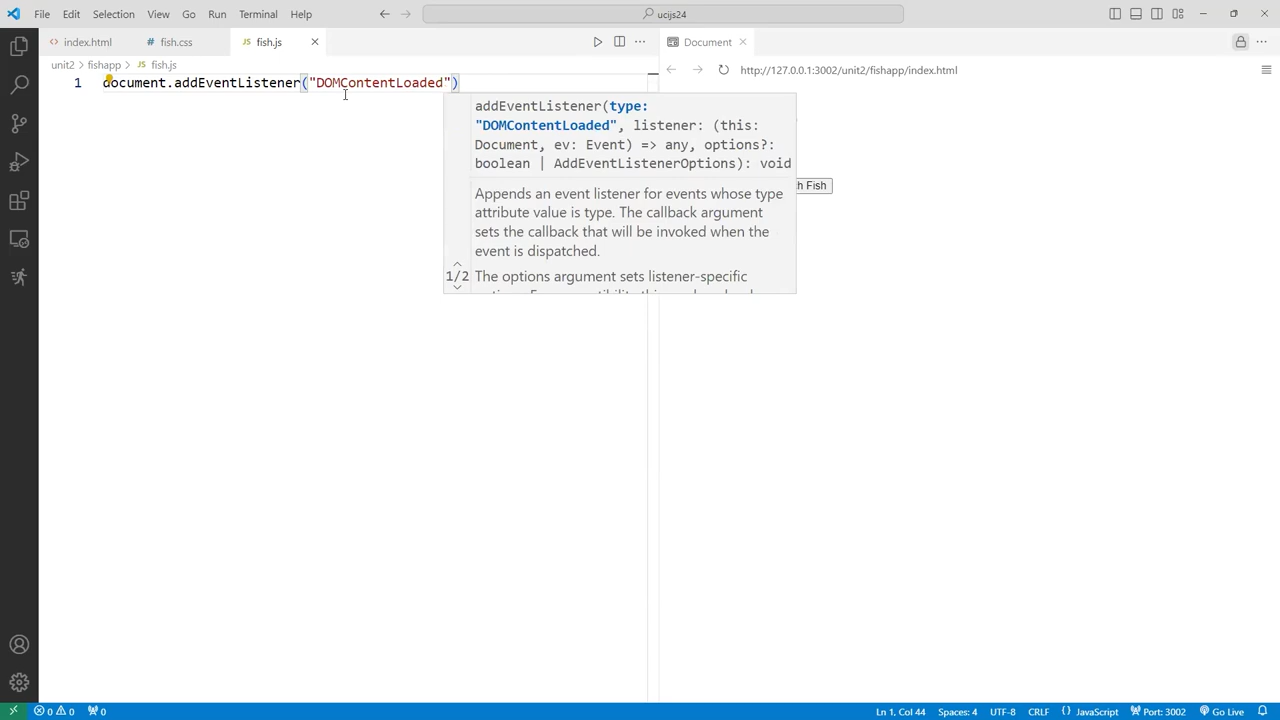 File Edit Selection View Go Run Terminal Help
ucijs24
index.html
fish.css
fish.js
Document
unit2 > fishapp > fish.js
http://127.0.0.1:3002/unit2/fishapp/index.html
1 document.addEventListener("DOMContentLoaded")
addEventListener(type:
"DOMContentLoaded", listener: (this:
Document, ev: Event) => any, options?:
boolean | AddEventListenerOptions): void
h Fish
Appends an event listener for events whose type
attribute value is type. The callback argument
sets the callback that will be invoked when the
event is dispatched.
1/2 The options argument sets listener-specific
0 0 0 Ln 1, Col 44 Spaces: 4 UTF-8 CRLF {} JavaScript Port: 3002 Go Live